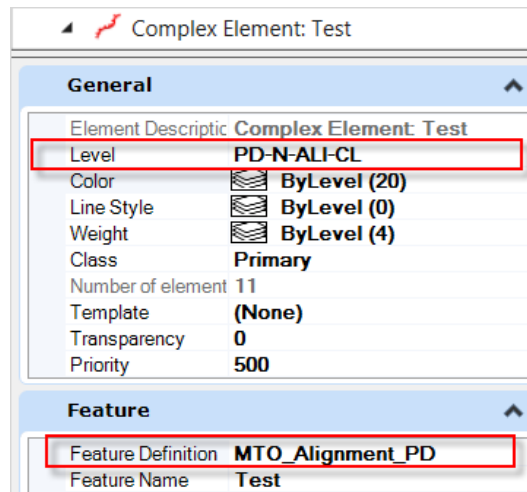 Complex Element: Test
General
Element Descriptic Complex Element: Test
Level PD-N-ALI-CL
Color ByLevel (20)
Line Style ByLevel (0)
Weight ByLevel (4)
Class Primary
Number of element 11
Template (None)
Transparency 0
Priority 500
Feature
Feature Definition MTO_Alignment_PD
Feature Name Test